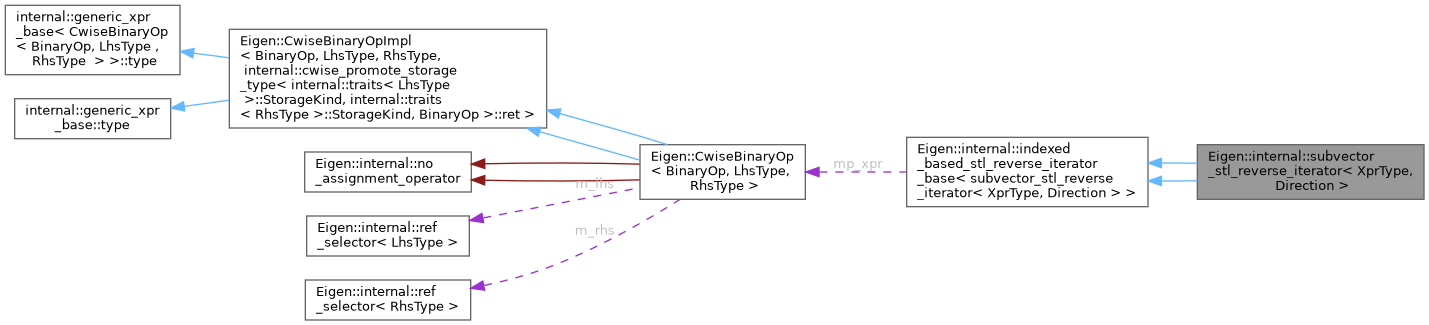 internal::generic_xpr
_base< CwiseBinaryOp
< BinaryOp, LhsType ,
RhsType  > >::type
internal::generic_xpr
_base::type
Eigen::CwiseBinaryOpImpl
< BinaryOp, LhsType, RhsType,
internal::cwise_promote_storage
_type< internal::traits< LhsType
>::StorageKind, internal::traits
< RhsType >::StorageKind, BinaryOp >::ret >
Eigen::internal::no
_assignment_operator
Eigen::internal::ref
_selector< LhsType >
Eigen::internal::ref
_selector< RhsType >
m_lhs
m_rhs
Eigen::CwiseBinaryOp
< BinaryOp, LhsType,
RhsType >
mp_xpr
Eigen::internal::indexed
_based_stl_reverse_iterator
_base< subvector_stl_reverse
_iterator< XprType, Direction > >
Eigen::internal::subvector
_stl_reverse_iterator< XprType,
Direction >